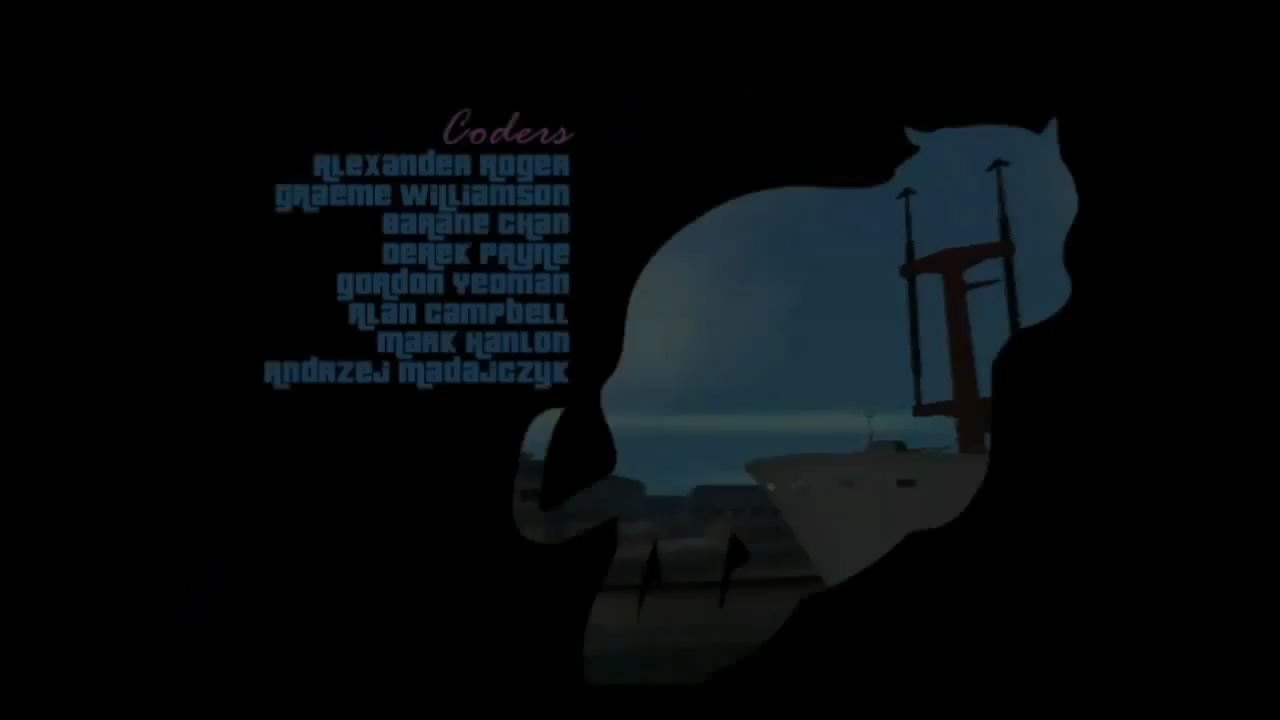 Coders
Alexander Roger
Graeme Williamson
Barane Chan
Derek Payne
Gordon Yeoman
Alan Campbell
Mark Hanlon
Andrzej Madajczyk